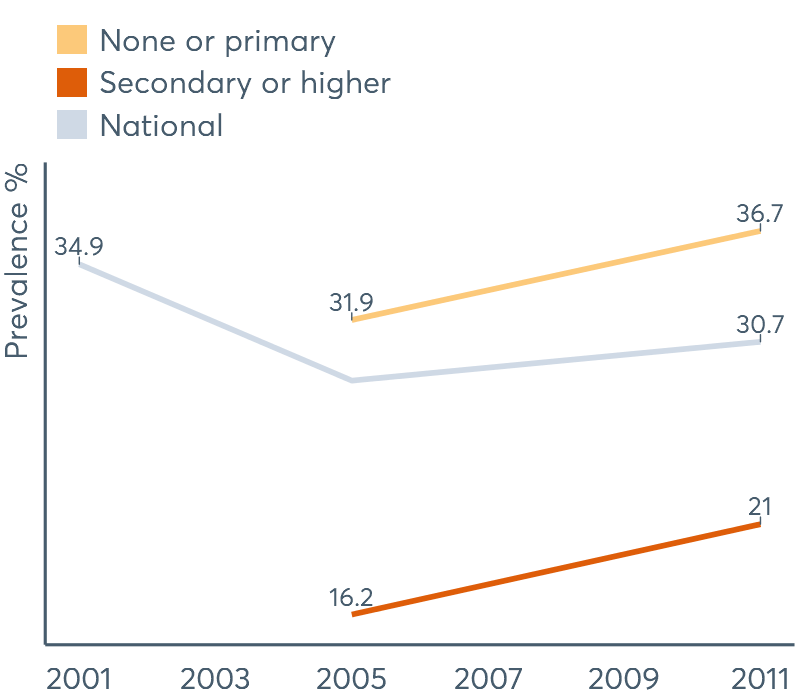 None or primary
Secondary or higher
National
Prevalence %
34.9
31.9
36.7
30.7
16.2
21
2001 2003 2005 2007 2009 2011